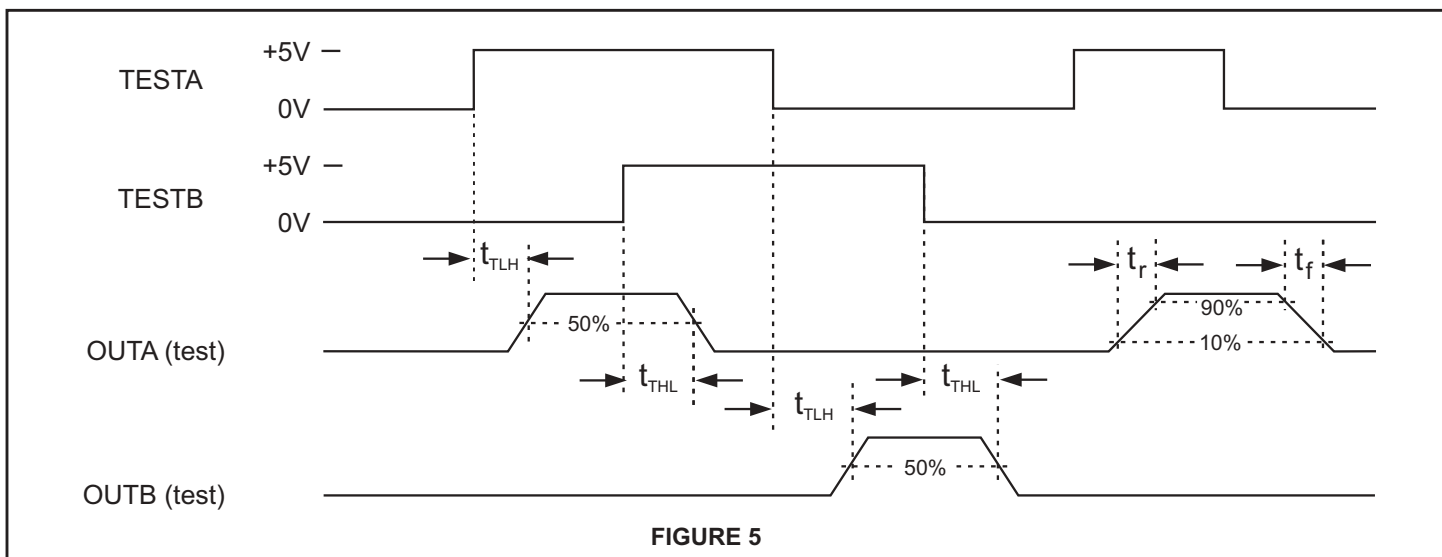 +5V
TESTA
0V
+5V
TESTB
0V
tTLH
tr
tf
50%
90%
OUTA (test)
10%
tTHL
tTLH
tTHL
50%
OUTB (test)
FIGURE 5